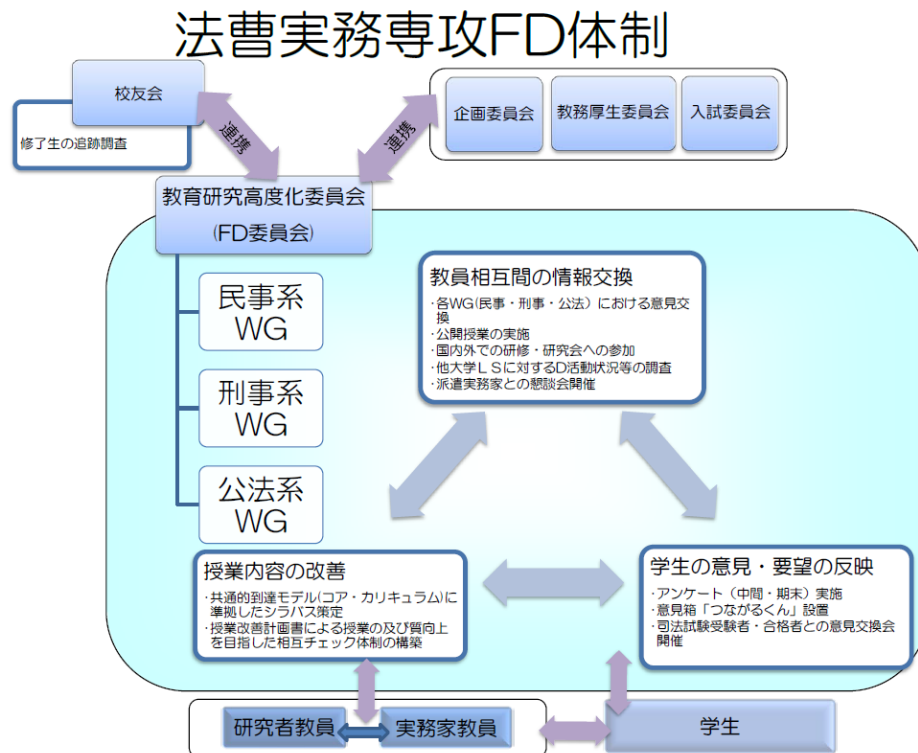 法曹実務専攻FD体制
校友会
修了生の追跡調査
連携
連携
企画委員会
教務厚生委員会
入試委員会
教育研究高度化委員会
(FD委員会)
民事系
WG
刑事系
WG
公法系
WG
教員相互間の情報交換
・各WG(民事・刑事・公法）における意見交
換
・公開授業の実施
・国内外での研修・研究会への参加
・他大学ＬＳに対するD活動状況等の調査
・派遣実務家との懇談会開催
授業内容の改善
・共通的到達モデル(コア・カリキュラム)に
準拠したシラバス策定
・授業改善計画書による授業の及び質向上
を目指した相互チェック体制の構築
学生の意見・要望の反映
・アンケート（中間・期末）実施
・意見箱「つながるくん」設置
・司法試験受験者・合格者との意見交換会
開催
研究者教員
実務家教員
学生